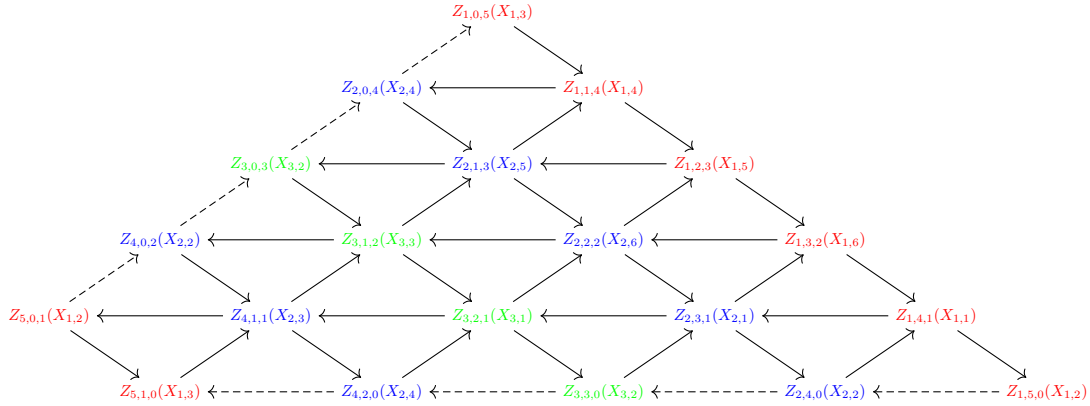 Z_{1,0,5}(X_{1,3})
Z_{2,0,4}(X_{2,4}) Z_{1,1,4}(X_{1,4})
Z_{3,0,3}(X_{3,2}) Z_{2,1,3}(X_{2,5}) Z_{1,2,3}(X_{1,5})
Z_{4,0,2}(X_{2,2}) Z_{3,1,2}(X_{3,3}) Z_{2,2,2}(X_{2,6}) Z_{1,3,2}(X_{1,6})
Z_{5,0,1}(X_{1,2}) Z_{4,1,1}(X_{2,3}) Z_{3,2,1}(X_{3,1}) Z_{2,3,1}(X_{2,1}) Z_{1,4,1}(X_{1,1})
Z_{5,1,0}(X_{1,3}) Z_{4,2,0}(X_{2,4}) Z_{3,3,0}(X_{3,2}) Z_{2,4,0}(X_{2,2}) Z_{1,5,0}(X_{1,2})